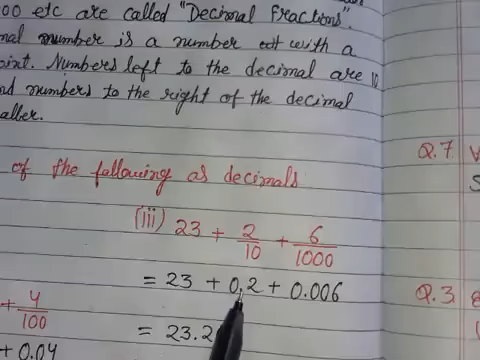 00 etc are called "Decimal Fractions".
mal number is a number with a
oint. Numbers left to the decimal are
nd numbers to the right of the decimal
aller.
of the following as decimals
(iii) 23 + 2/10 + 6/1000
= 23 + 0.2 + 0.006
= 23.2
+ 4/100
+ 0.04
Q.7
Q.3